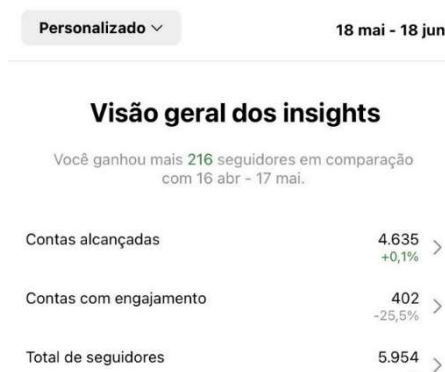 Personalizado
18 mai - 18 jun
Visão geral dos insights
Você ganhou mais 216 seguidores em comparação
com 16 abr - 17 mai.
Contas alcançadas
4.635
+0,1%
Contas com engajamento
402
-25,5%
Total de seguidores
5.954